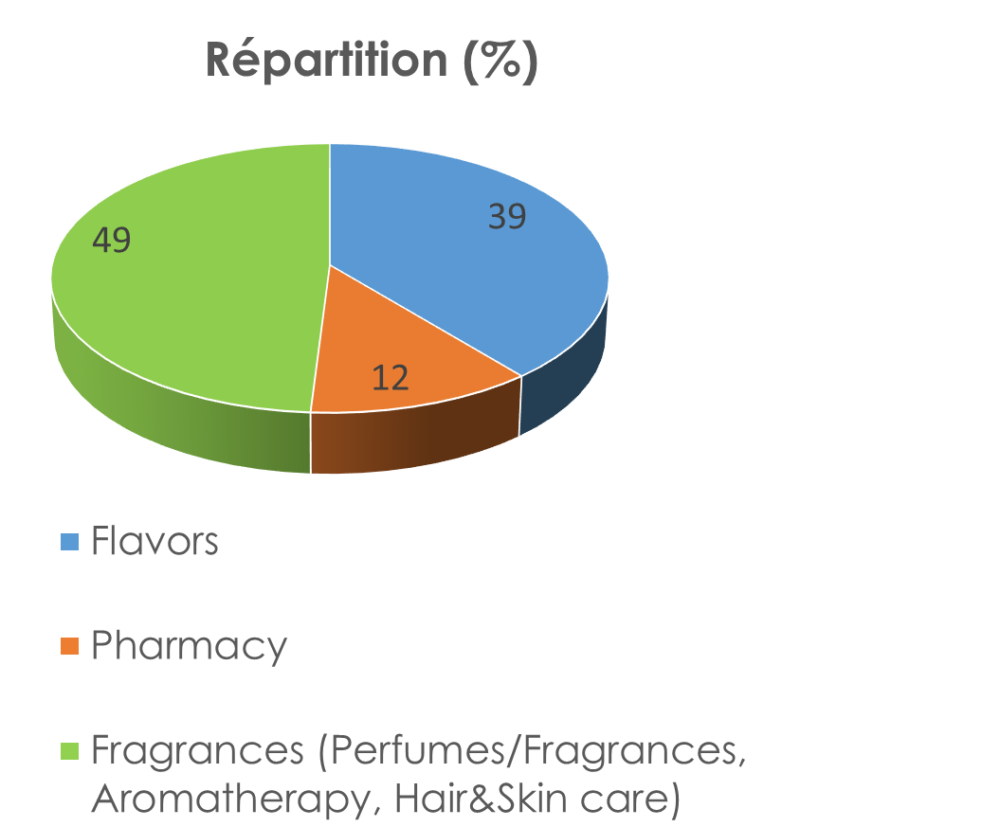 Répartition (%)
39
49
12
Flavors
Pharmacy
Fragrances (Perfumes/Fragrances,
Aromatherapy, Hair&Skin care)